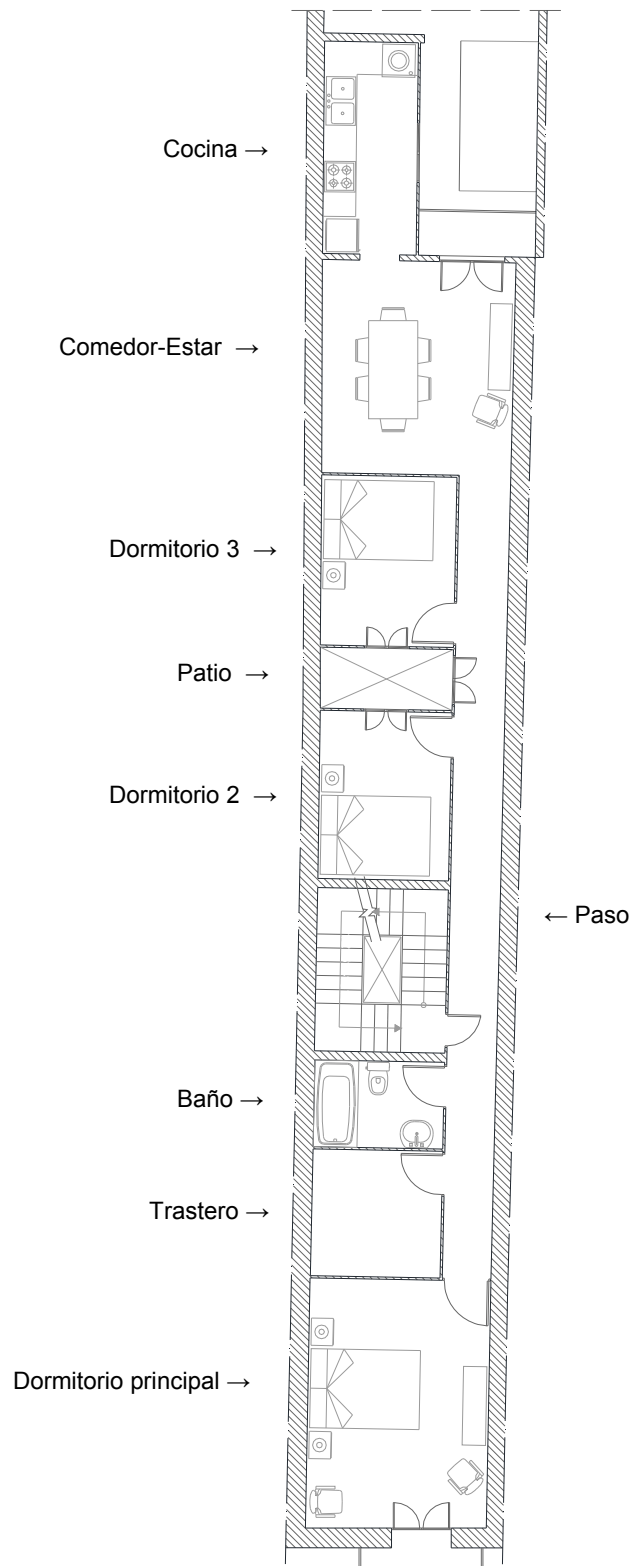 Cocina →
Comedor-Estar →
Dormitorio 3 →
Patio →
Dormitorio 2 →
← Paso
Baño →
Trastero →
Dormitorio principal →